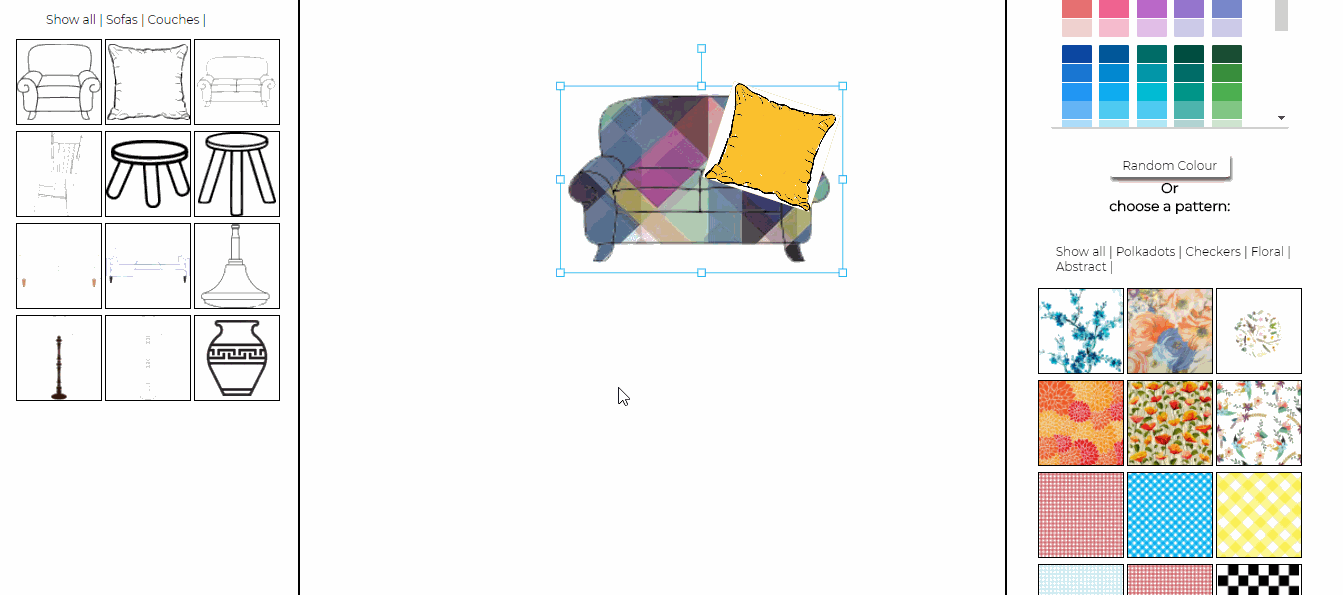 Show all | Sofas | Couches |
Random Colour
Or
choose a pattern:
Show all | Polkadots | Checkers | Floral |
Abstract |